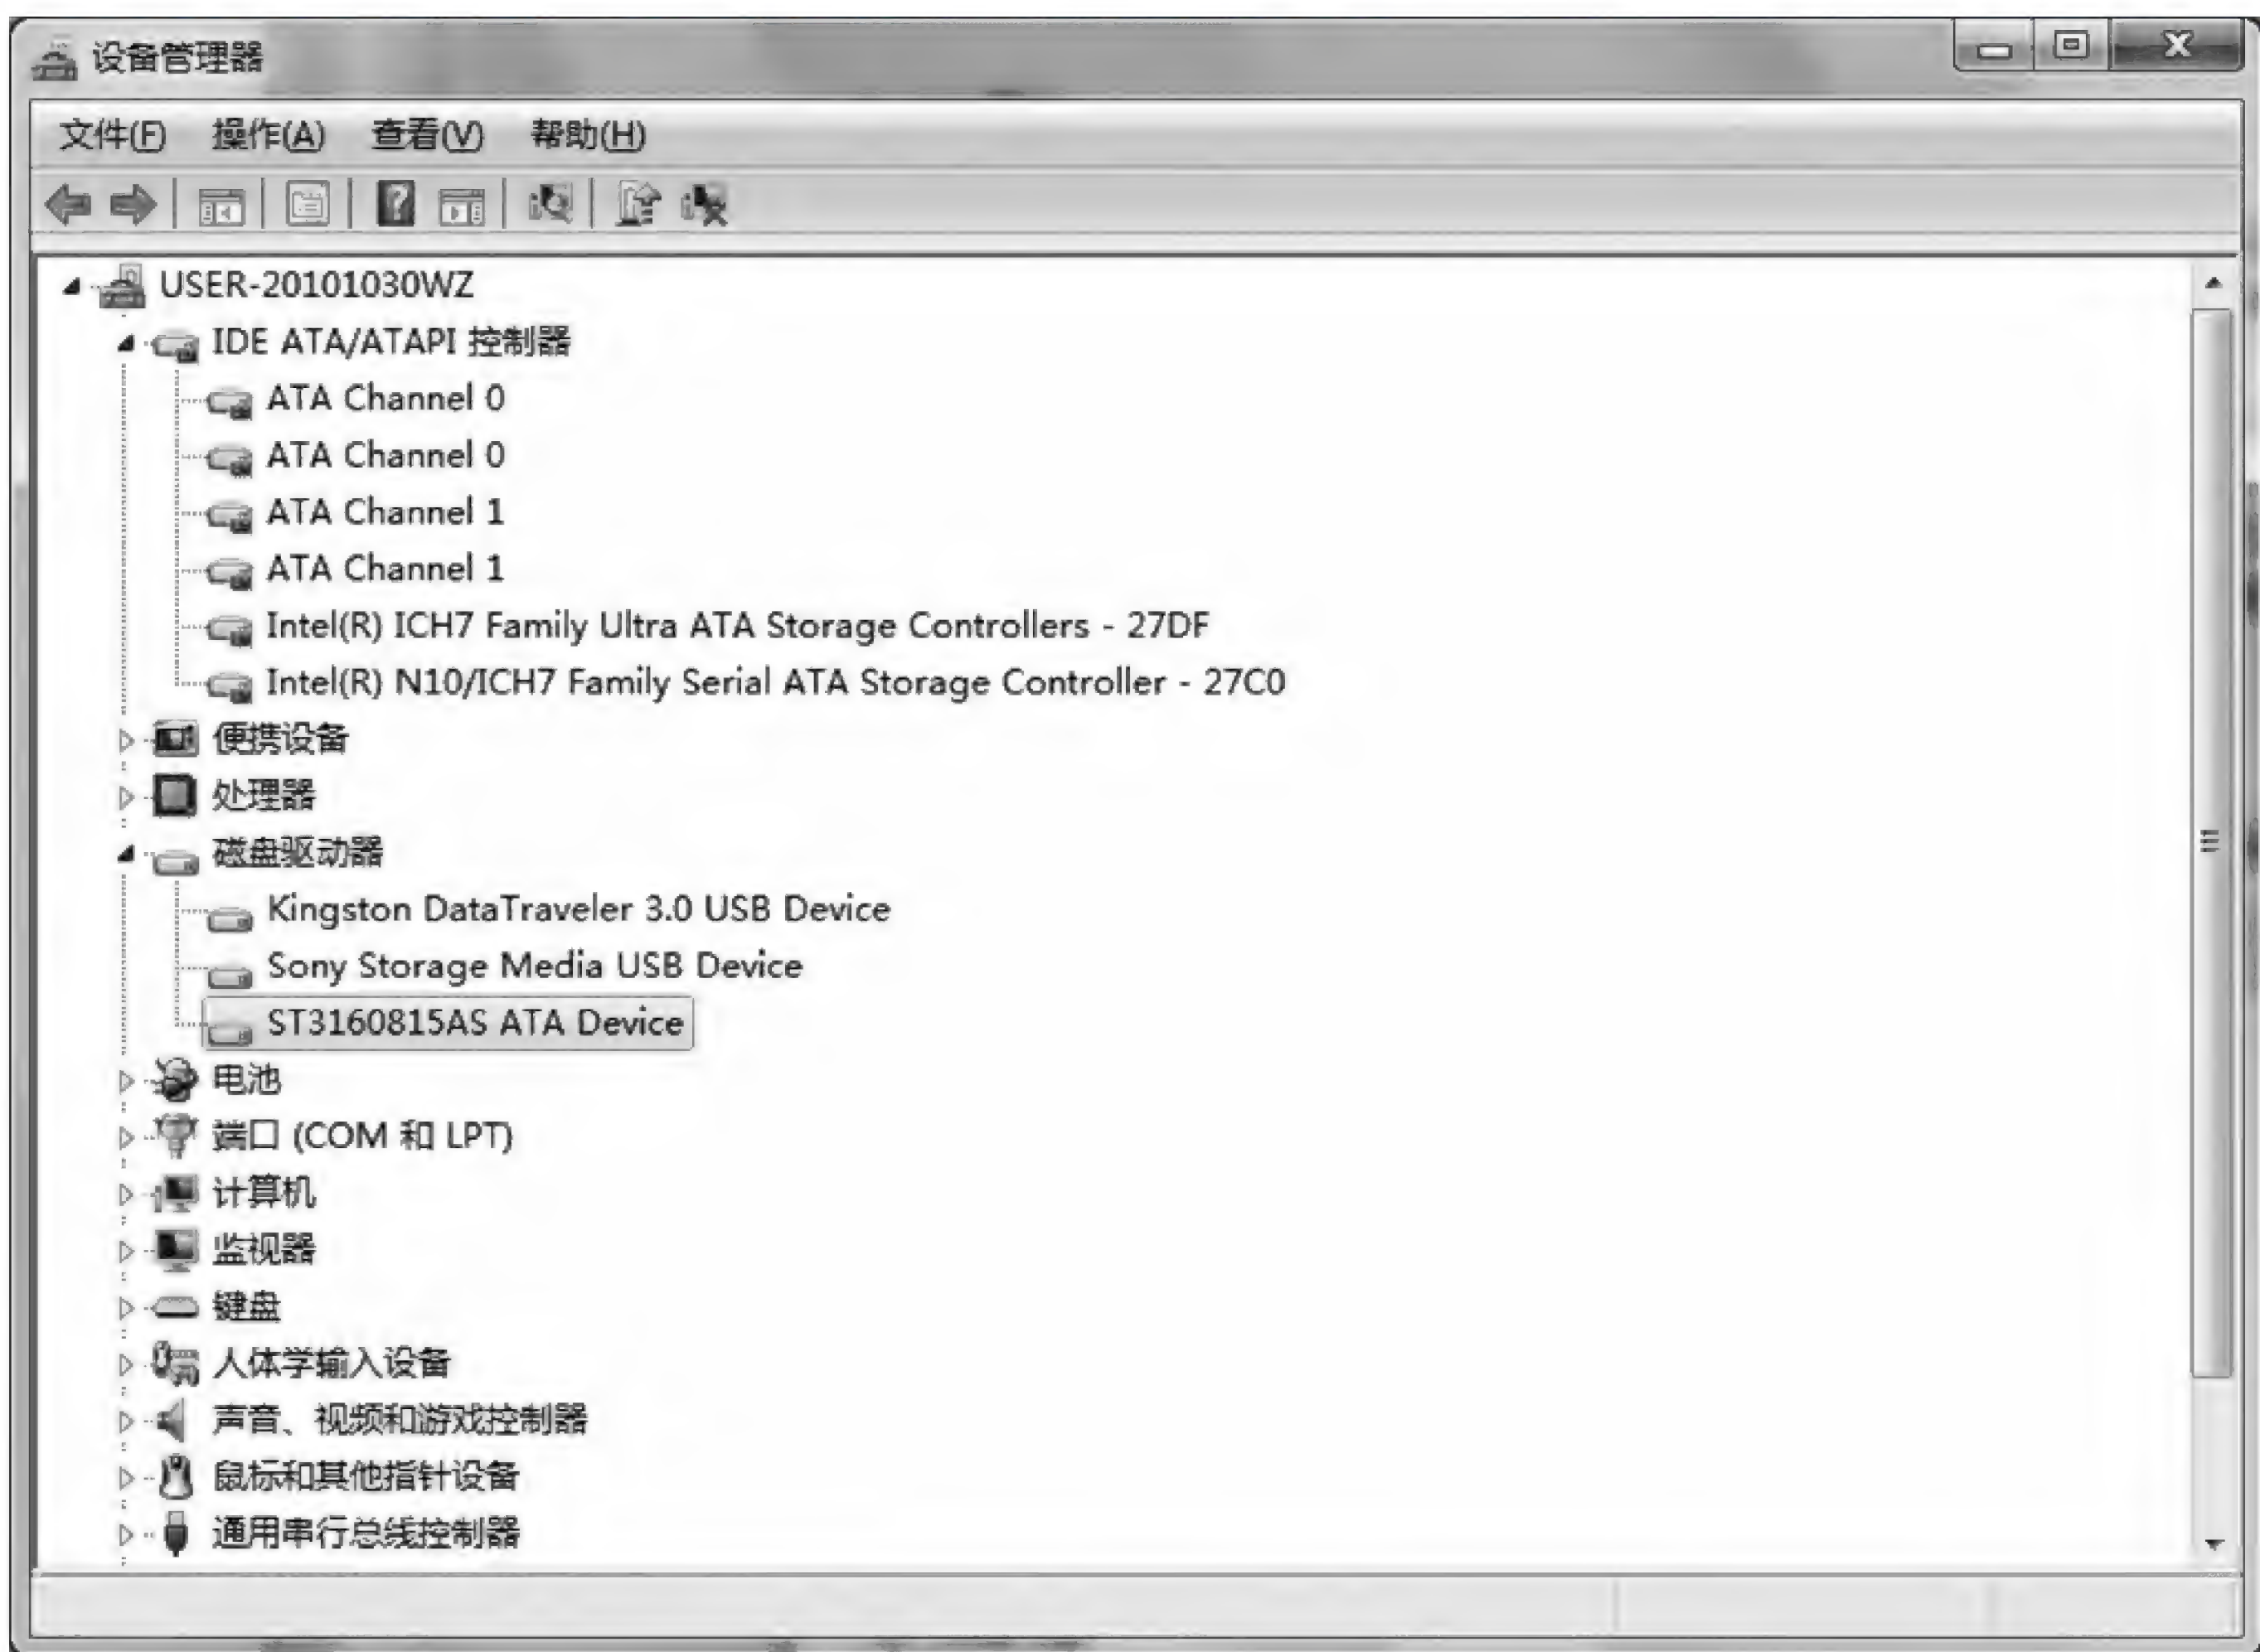 设备管理器
文件(F) 操作(A) 查看(V) 帮助(H)
USER-20101030WZ
IDE ATA/ATAPI 控制器
ATA Channel 0
ATA Channel 0
ATA Channel 1
ATA Channel 1
Intel(R) ICH7 Family Ultra ATA Storage Controllers - 27DF
Intel(R) N10/ICH7 Family Serial ATA Storage Controller - 27C0
便携设备
处理器
磁盘驱动器
Kingston DataTraveler 3.0 USB Device
Sony Storage Media USB Device
ST3160815AS ATA Device
电池
端口 (COM 和 LPT)
计算机
监视器
键盘
人体学输入设备
声音、视频和游戏控制器
鼠标和其他指针设备
通用串行总线控制器